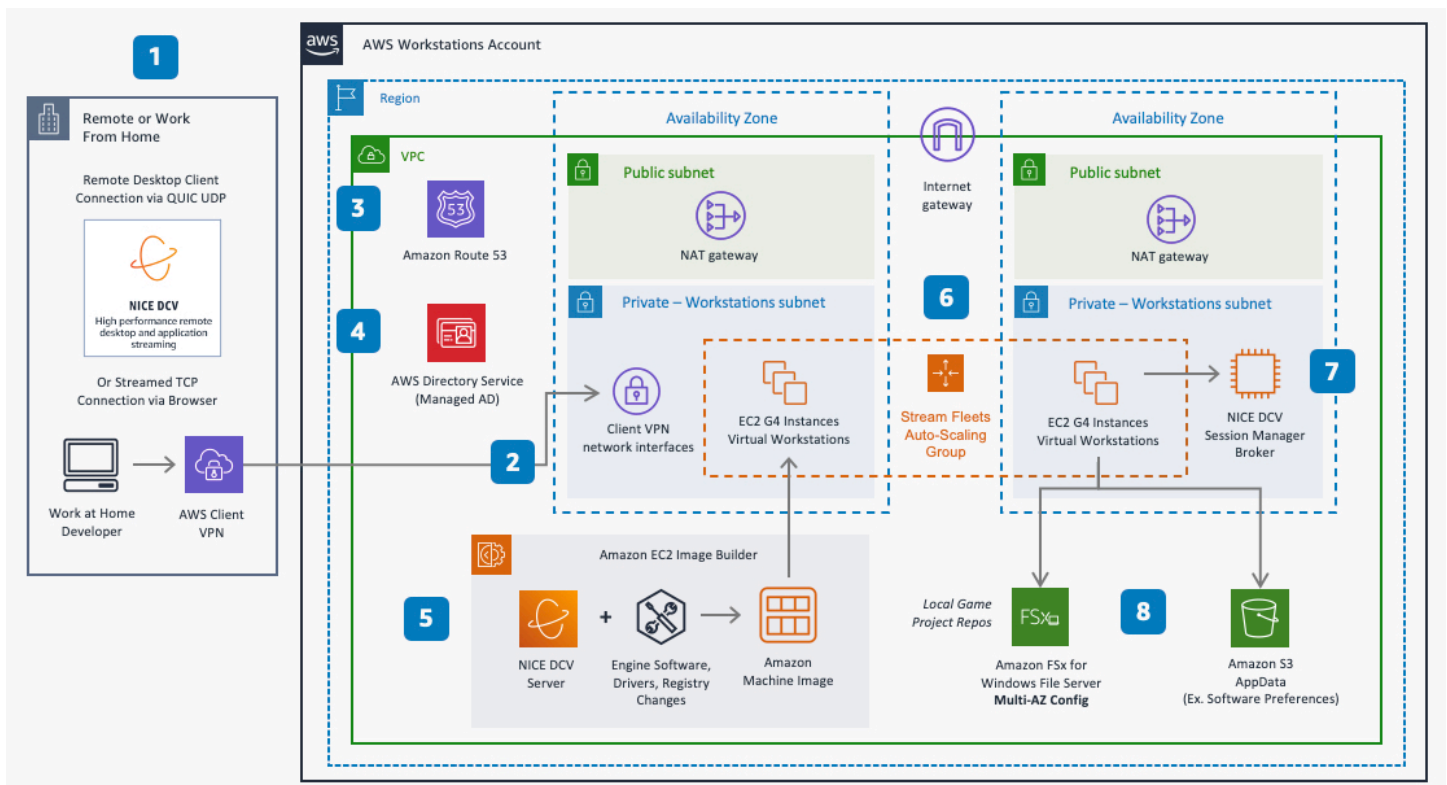 1
Remote or Work
From Home
Remote Desktop Client
Connection via QUIC UDP
NICE DCV
High performance remote
desktop and application
streaming
Or Streamed TCP
Connection via Browser
Work at Home
Developer
AWS Client
VPN
aws
AWS Workstations Account
Region
VPC
2
3
53
Amazon Route 53
4
AWS Directory Service
(Managed AD)
Availability Zone
Public subnet
NAT gateway
Private – Workstations subnet
Client VPN
network interfaces
EC2 G4 Instances
Virtual Workstations
Internet
gateway
6
Stream Fleets
Auto-Scaling
Group
Availability Zone
Public subnet
NAT gateway
Private – Workstations subnet
EC2 G4 Instances
Virtual Workstations
NICE DCV
Session Manager
Broker
7
5
Amazon EC2 Image Builder
NICE DCV
Server
+
Engine Software,
Drivers, Registry
Changes
Amazon
Machine Image
Local Game
Project Repos
FSx
Amazon FSx for
Windows File Server
Multi-AZ Config
8
Amazon S3
AppData
(Ex. Software Preferences)